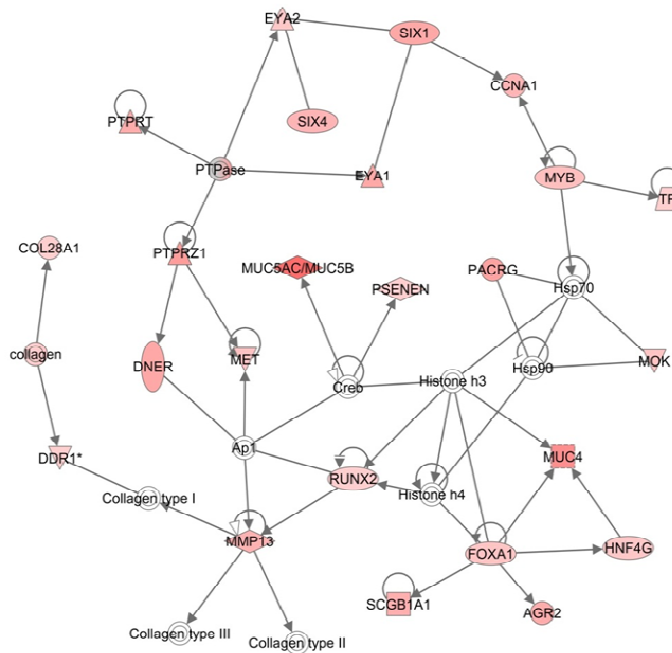 EYA2
SIX1
CCNA1
PTPRT
SIX4
PTPase
EYA1
MYB
COL28A1
PTPRZ1
MUC5AC/MUC5B
PSENEN
PACRG
Hsp70
collagen
DNER
MET
Creb
Histone h3
Hsp90
MOK
DDR1*
Ap1
MUC4
Collagen type I
RUNX2
Histone h4
MMP13
FOXA1
HNF4G
SCGB1A1
AGR2
Collagen type III
Collagen type II